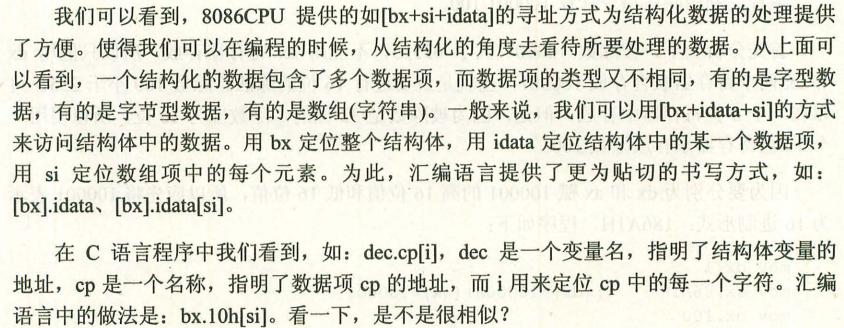 我们可以看到，8086CPU 提供的如[bx+si+idata]的寻址方式为结构化数据的处理提供
了方便。使得我们可以在编程的时候，从结构化的角度去看待所要处理的数据。从上面可
以看到，一个结构化的数据包含了多个数据项，而数据项的类型又不相同，有的是字型数
据，有的是字节型数据，有的是数组(字符串)。一般来说，我们可以用[bx+idata+si]的方式
来访问结构体中的数据。用 bx 定位整个结构体，用 idata 定位结构体中的某一个数据项，
用 si 定位数组项中的每个元素。为此，汇编语言提供了更为贴切的书写方式，如：
[bx].idata、[bx].idata[si]。
在 C 语言程序中我们看到，如：dec.cp[i]，dec 是一个变量名，指明了结构体变量的
地址，cp 是一个名称，指明了数据项 cp 的地址，而 i 用来定位 cp 中的每一个字符。汇编
语言中的做法是：bx.10h[si]。看一下，是不是很相似？